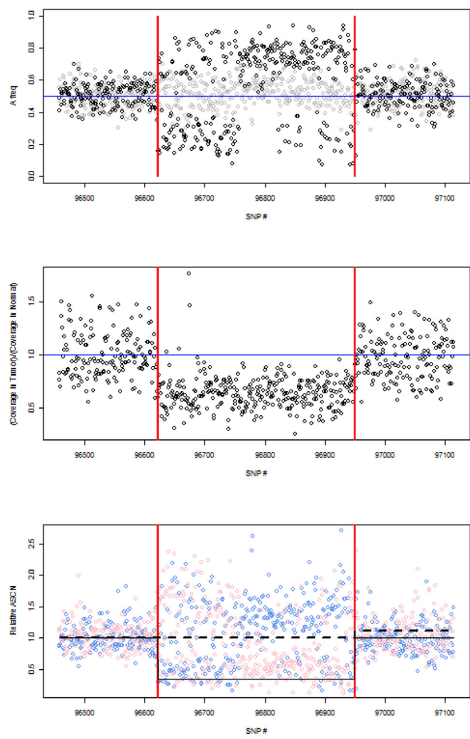 A freq
0.0 0.2 0.4 0.6 0.8 1.0
96500 96600 96700 96800 96900 97000 97100
SNP #
(Coverage in Tumor)/(Coverage in Normal)
0.5 1.0 1.5
96500 96600 96700 96800 96900 97000 97100
SNP #
Relative ASCN
0.5 1.0 1.5 2.0 2.5
96500 96600 96700 96800 96900 97000 97100
SNP #